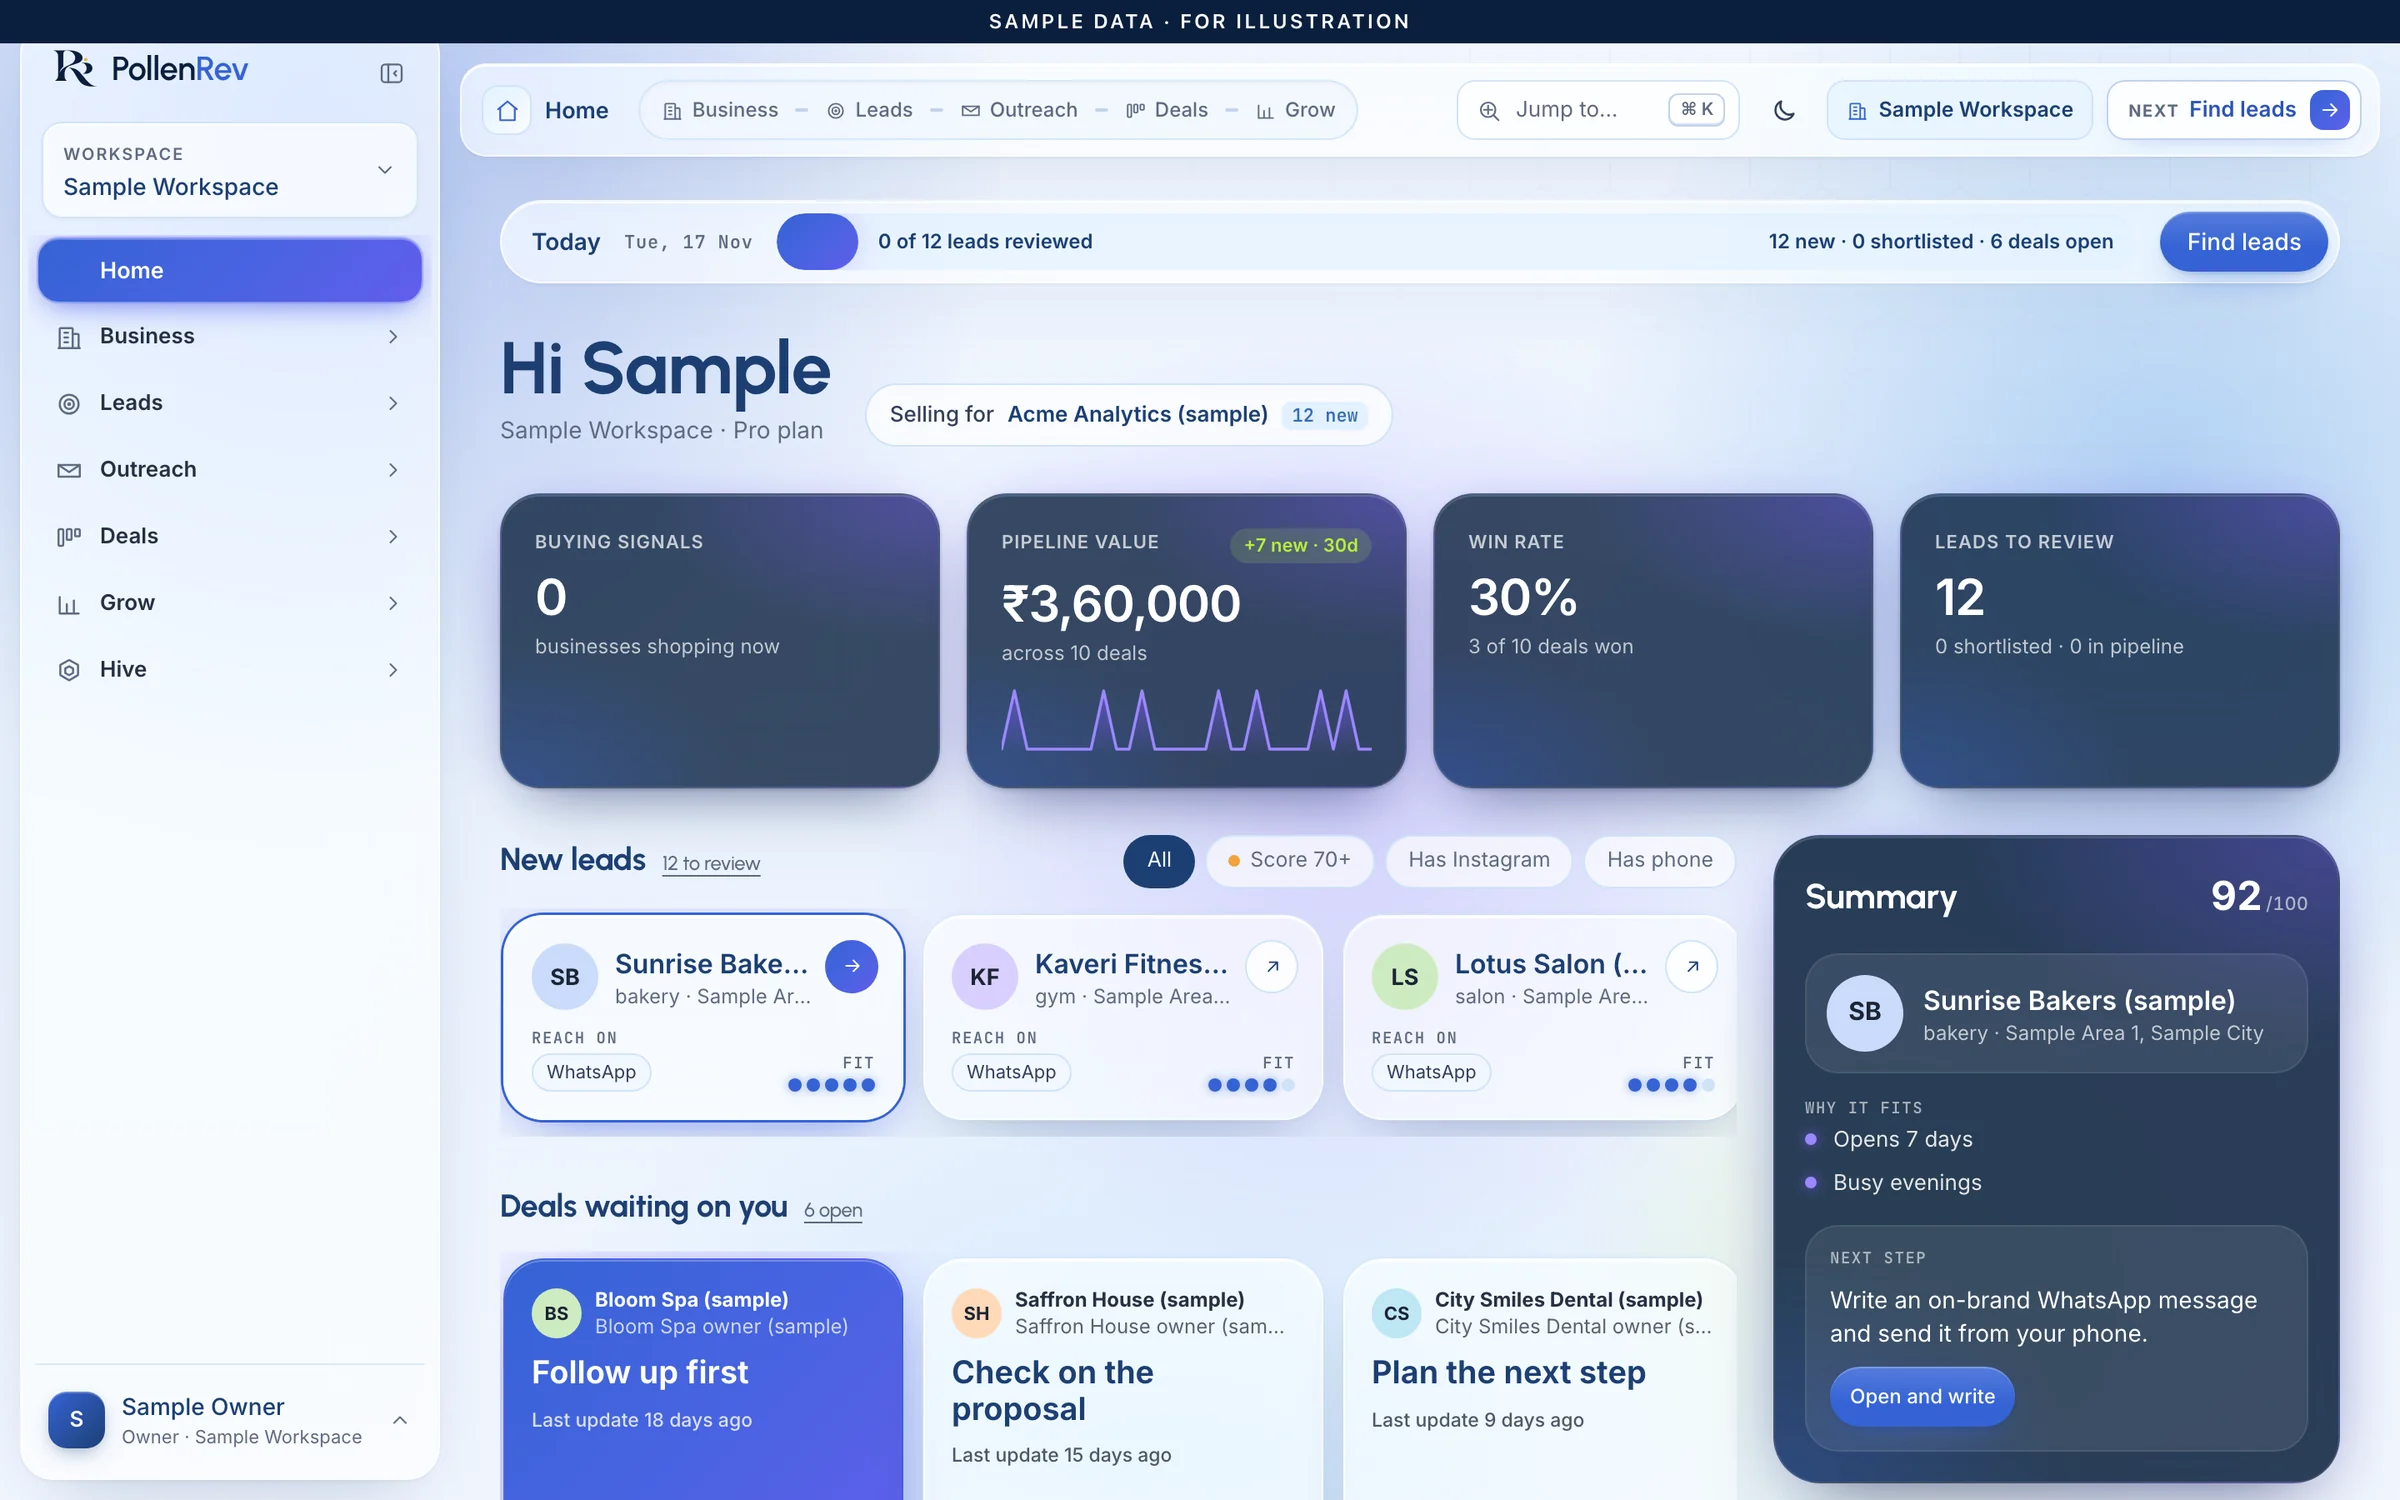 SAMPLE DATA · FOR ILLUSTRATION
PollenRev
WORKSPACE
Sample Workspace
Home
Business
Leads
Outreach
Deals
Grow
Hive
Sample Owner
S
Owner · Sample Workspace
Home
Business
Leads
Outreach
Deals
Grow
Jump to...
⌘ K
Sample Workspace
NEXT Find leads
Today Tue, 17 Nov
0 of 12 leads reviewed
12 new · 0 shortlisted · 6 deals open
Find leads
Hi Sample
Sample Workspace · Pro plan
Selling for Acme Analytics (sample) 12 new
BUYING SIGNALS
0
businesses shopping now
PIPELINE VALUE
+7 new · 30d
₹3,60,000
across 10 deals
WIN RATE
30%
3 of 10 deals won
LEADS TO REVIEW
12
0 shortlisted · 0 in pipeline
New leads 12 to review
All
Score 70+
Has Instagram
Has phone
SB
Sunrise Bake...
bakery · Sample Ar...
REACH ON
WhatsApp
FIT
KF
Kaveri Fitnes...
gym · Sample Area...
REACH ON
WhatsApp
FIT
LS
Lotus Salon (...
salon · Sample Are...
REACH ON
WhatsApp
FIT
Deals waiting on you 6 open
BS
Bloom Spa (sample)
Bloom Spa owner (sample)
Follow up first
Last update 18 days ago
SH
Saffron House (sample)
Saffron House owner (sam...
Check on the
proposal
Last update 15 days ago
CS
City Smiles Dental (sample)
City Smiles Dental owner (s...
Plan the next step
Last update 9 days ago
Summary
92 /100
SB
Sunrise Bakers (sample)
bakery · Sample Area 1, Sample City
WHY IT FITS
Opens 7 days
Busy evenings
NEXT STEP
Write an on-brand WhatsApp message
and send it from your phone.
Open and write